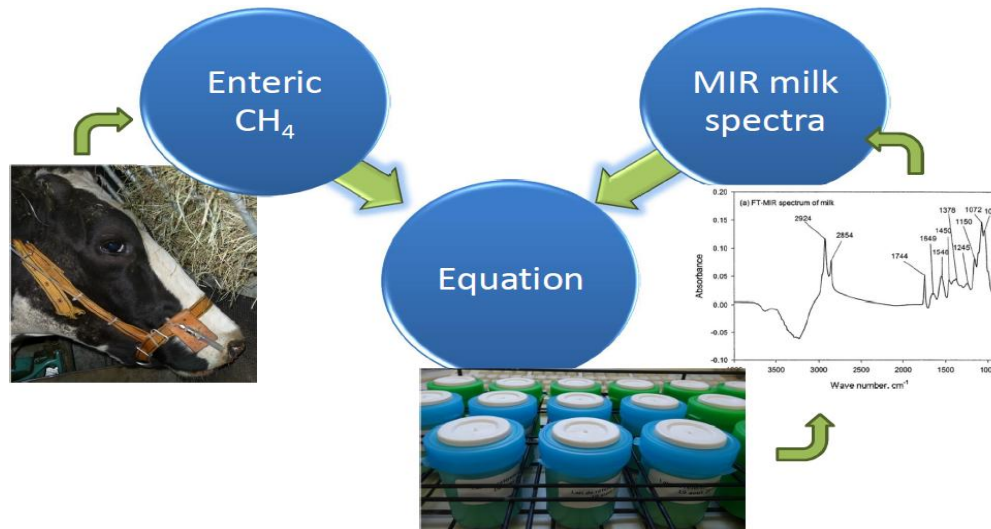 Enteric
CH₄
MIR milk
spectra
Equation
(a) FT-MIR spectrum of milk
0.20
0.15
0.10
0.05
0.00
-0.05
-0.10
Absorbance
2924
2854
1744
1649
1546
1450
1378
1245
1150
1072
3500
3000
2500
2000
1500
Wave number, cm⁻¹